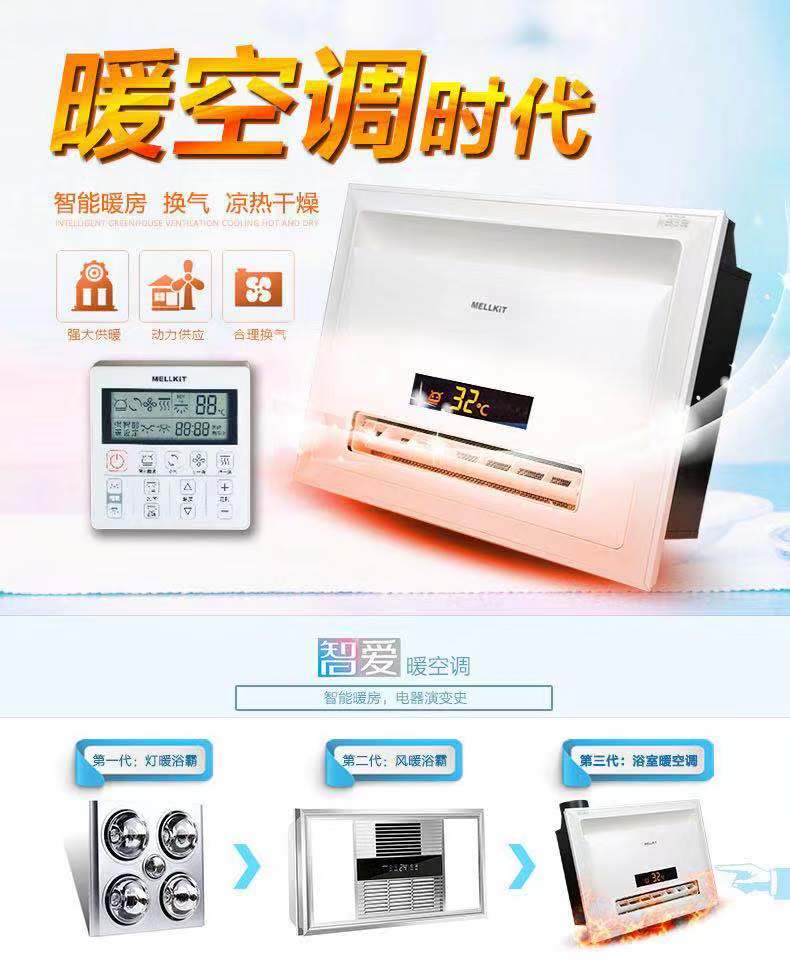 暖空调时代
智能暖房 换气 凉热干燥
INTELLIGENT GREENHOUSE VENTILATION COOLING HOT AND DRY
强大供暖 动力供应 合理换气
MELLKIT
32℃
MELLKIT
88℃
88:88
智爱暖空调
智能暖房，电器演变史
第一代：灯暖浴霸 第二代：风暖浴霸 第三代：浴室暖空调
MELLKIT
32℃